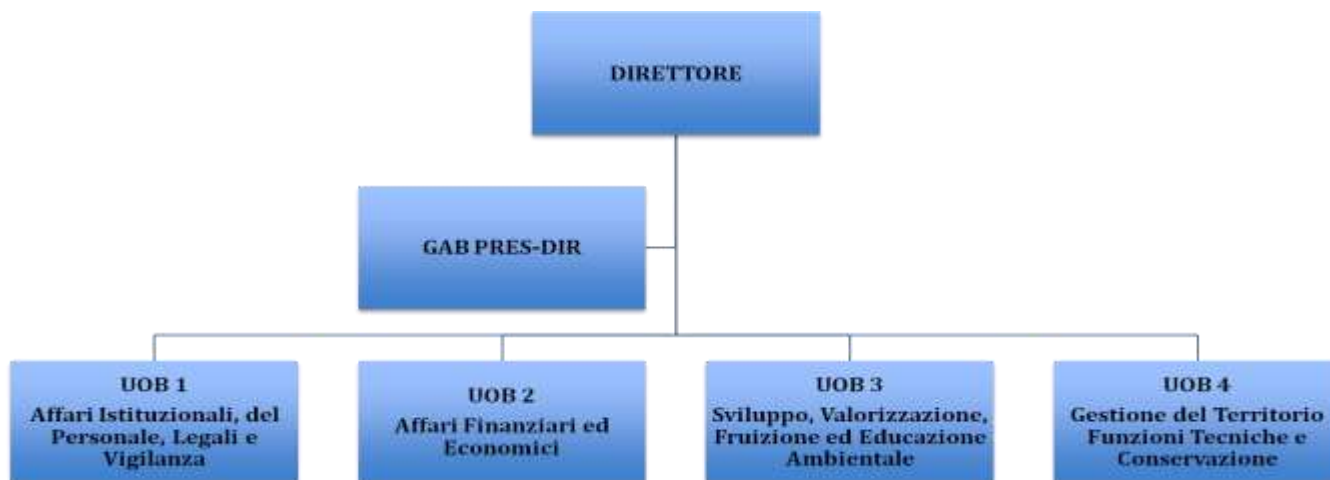 DIRETTORE
GAB PRES-DIR
UOB 1
Affari Istituzionali, del
Personale, Legali e
Vigilanza
UOB 2
Affari Finanziari ed
Economici
UOB 3
Sviluppo, Valorizzazione,
Fruizione ed Educazione
Ambientale
UOB 4
Gestione del Territorio
Funzioni Tecniche e
Conservazione